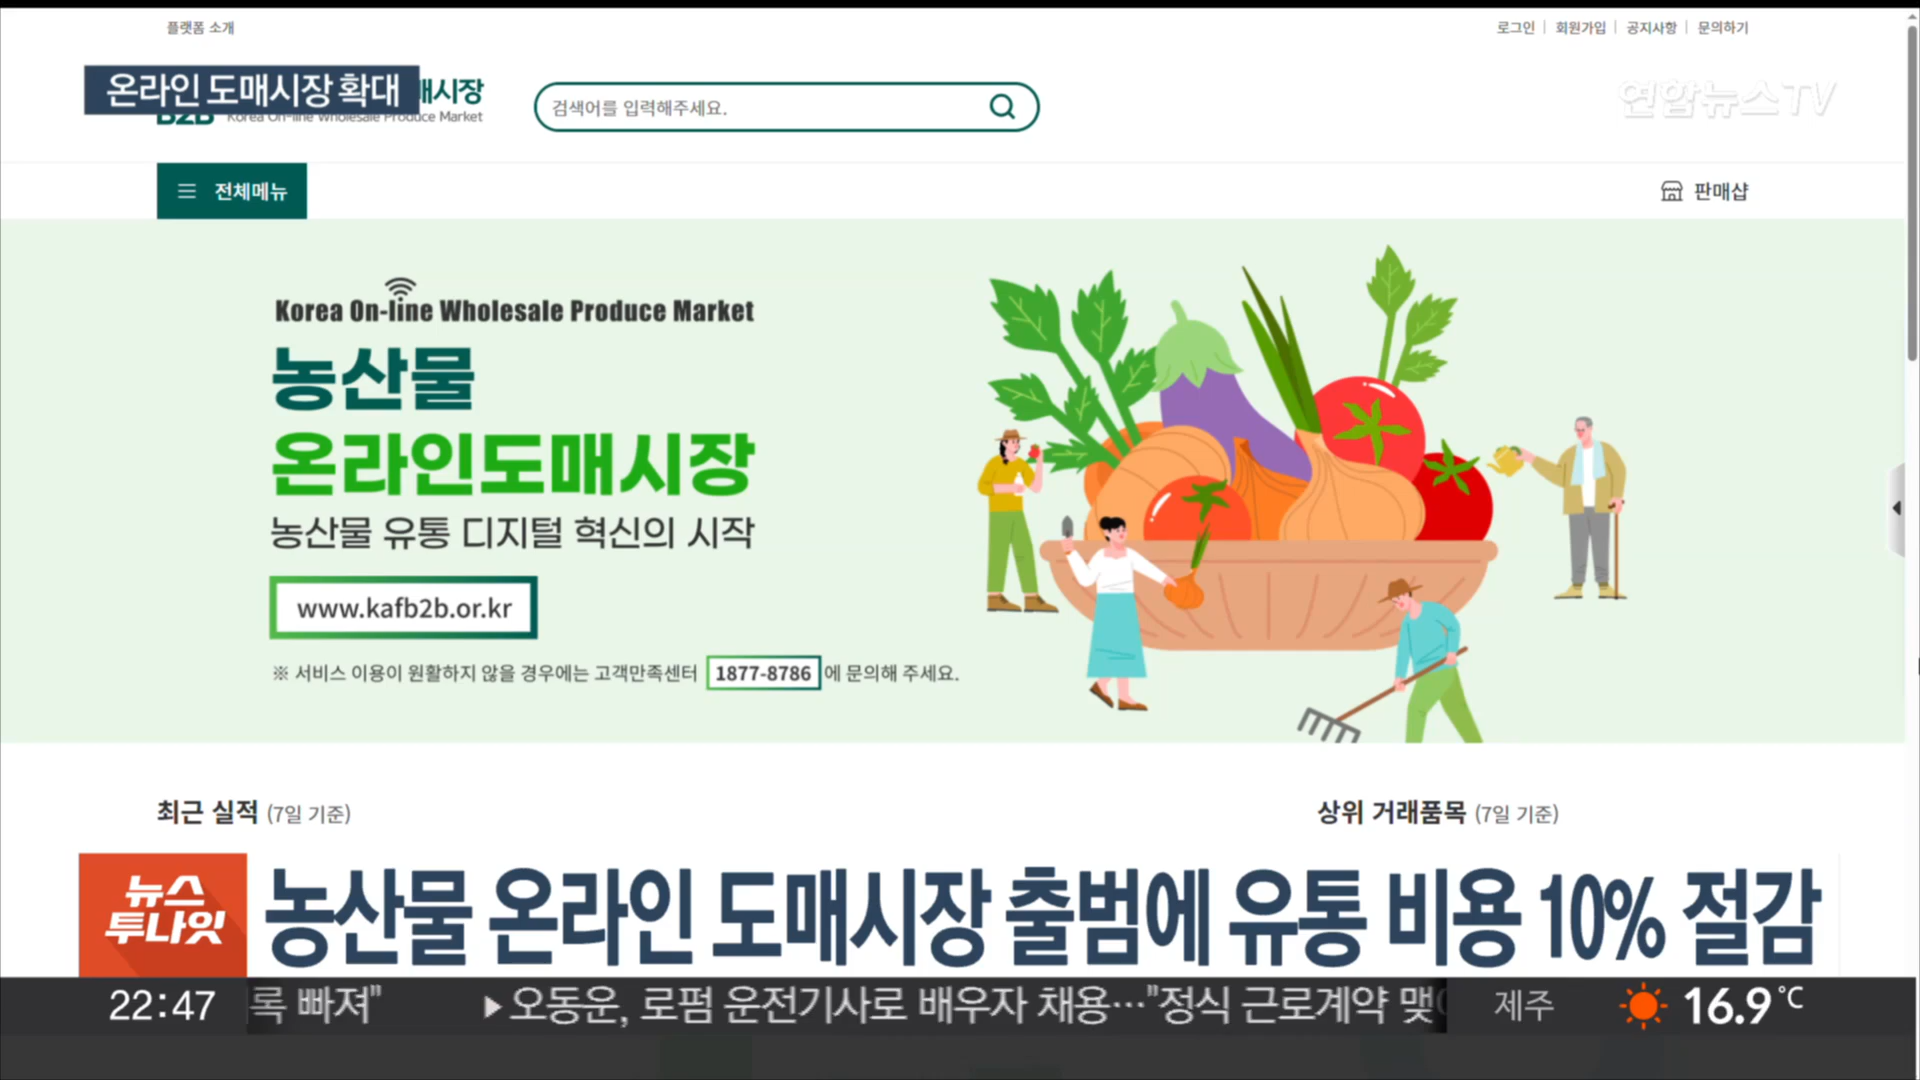 플랫폼 소개
로그인 | 회원가입 | 공지사항 | 문의하기
온라인 도매시장 확대
매시장
B2B Korea On-line Wholesale Produce Market
검색어를 입력해주세요.
연합뉴스TV
전체메뉴
판매샵
Korea On-line Wholesale Produce Market
농산물
온라인도매시장
농산물 유통 디지털 혁신의 시작
www.kafb2b.or.kr
※ 서비스 이용이 원활하지 않을 경우에는 고객만족센터 1877-8786 에 문의해 주세요.
최근 실적 (7일 기준)
상위 거래품목 (7일 기준)
뉴스
투나잇
농산물 온라인 도매시장 출범에 유통 비용 10% 절감
22:47
록 빠져" ▶오동운, 로펌 운전기사로 배우자 채용…"정식 근로계약 맺
제주 16.9℃